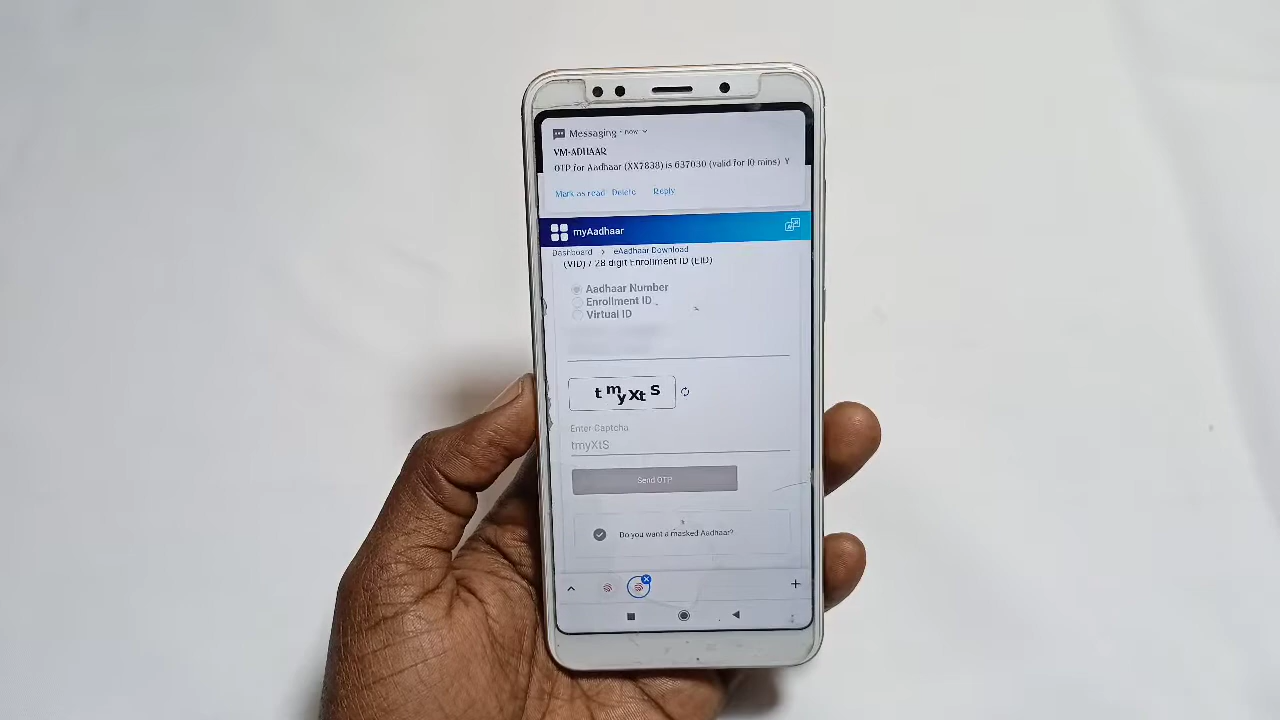 Messaging • now
VM-ADHAAR
OTP for Aadhaar (XX7838) is 637030 (valid for 10 mins) Y
Mark as read Delete Reply
myAadhaar
Dashboard > eAadhaar Download
(VID) / 28 digit Enrollment ID (EID)
Aadhaar Number
Enrollment ID
Virtual ID
tmyXtS
Enter Captcha
tmyXtS
Send OTP
Do you want a masked Aadhaar?